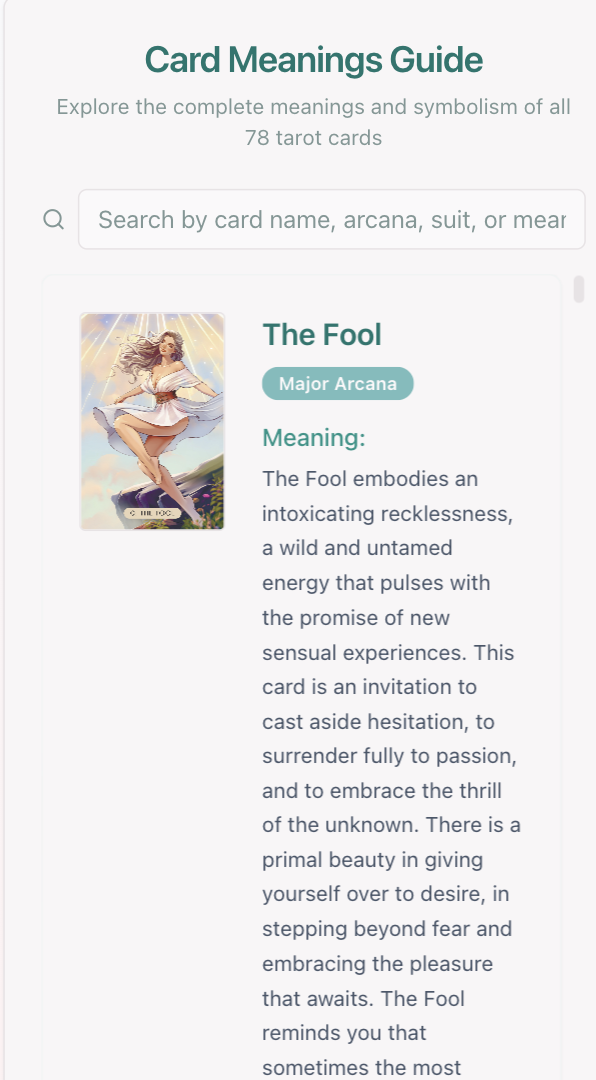 Card Meanings Guide
Explore the complete meanings and symbolism of all
78 tarot cards
Search by card name, arcana, suit, or mear
The Fool
Major Arcana
Meaning:
The Fool embodies an
intoxicating recklessness,
a wild and untamed
energy that pulses with
the promise of new
sensual experiences. This
card is an invitation to
cast aside hesitation, to
surrender fully to passion,
and to embrace the thrill
of the unknown. There is a
primal beauty in giving
yourself over to desire, in
stepping beyond fear and
embracing the pleasure
that awaits. The Fool
reminds you that
sometimes the most
THE FOOL